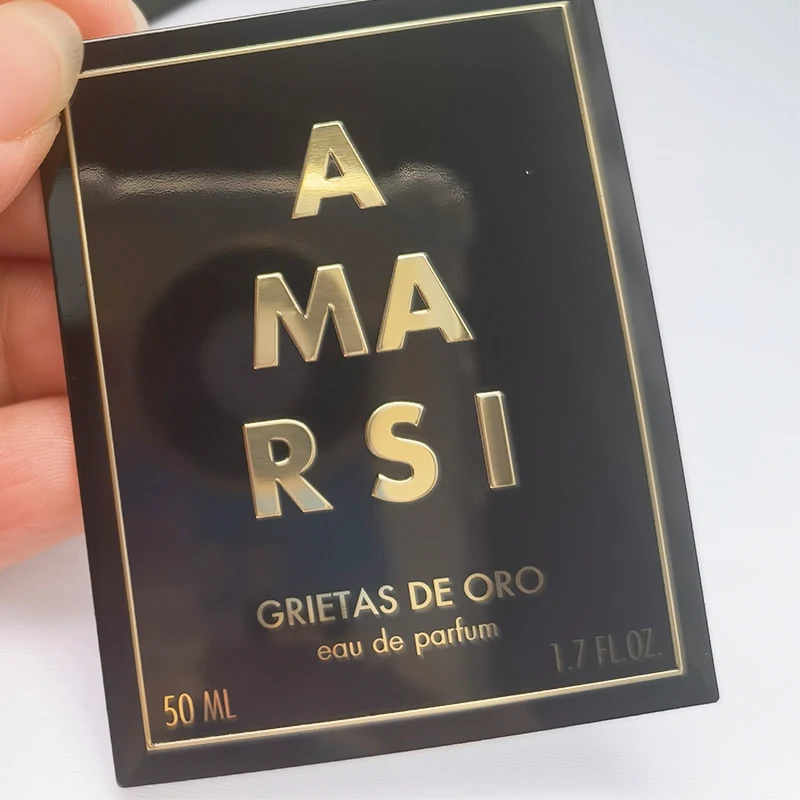 A
MA
RSI
GRIETAS DE ORO
eau de parfum
50 ML
1.7 FL.OZ.